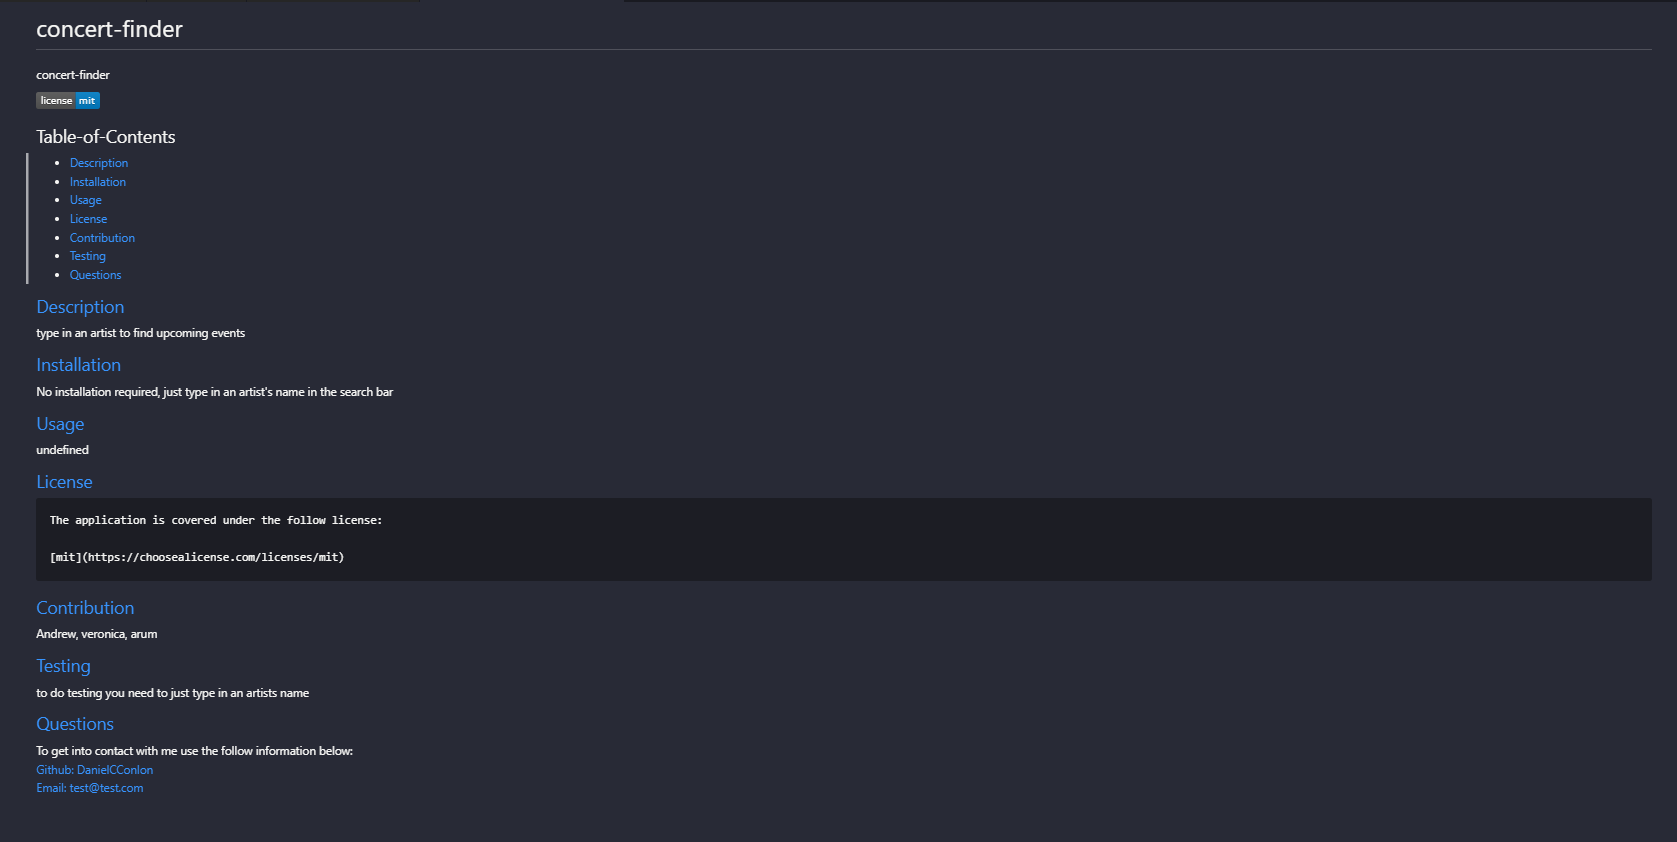 concert-finder
concert-finder
license mit
Table-of-Contents
Description
Installation
Usage
License
Contribution
Testing
Questions
Description
type in an artist to find upcoming events
Installation
No installation required, just type in an artist's name in the search bar
Usage
undefined
License
The application is covered under the follow license:
[mit](https://choosealicense.com/licenses/mit)
Contribution
Andrew, veronica, arum
Testing
to do testing you need to just type in an artists name
Questions
To get into contact with me use the follow information below:
Github: DanielCConlon
Email: test@test.com